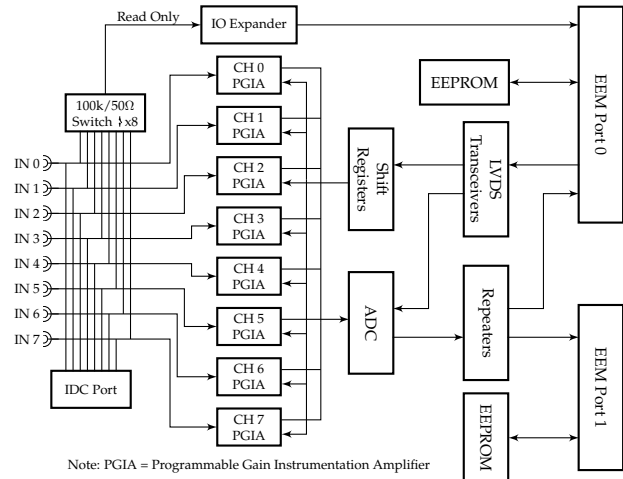 Read Only
IO Expander
EEM Port 0
100k/50Ω
Switch x8
CH 0
PGIA
EEPROM
CH 1
PGIA
IN 0
IN 1
IN 2
IN 3
IN 4
IN 5
IN 6
IN 7
CH 2
PGIA
Shift
Registers
LVDS
Transceivers
CH 3
PGIA
CH 4
PGIA
CH 5
PGIA
ADC
Repeaters
EEM Port 1
IDC Port
CH 6
PGIA
CH 7
PGIA
EEPROM
Note: PGIA = Programmable Gain Instrumentation Amplifier